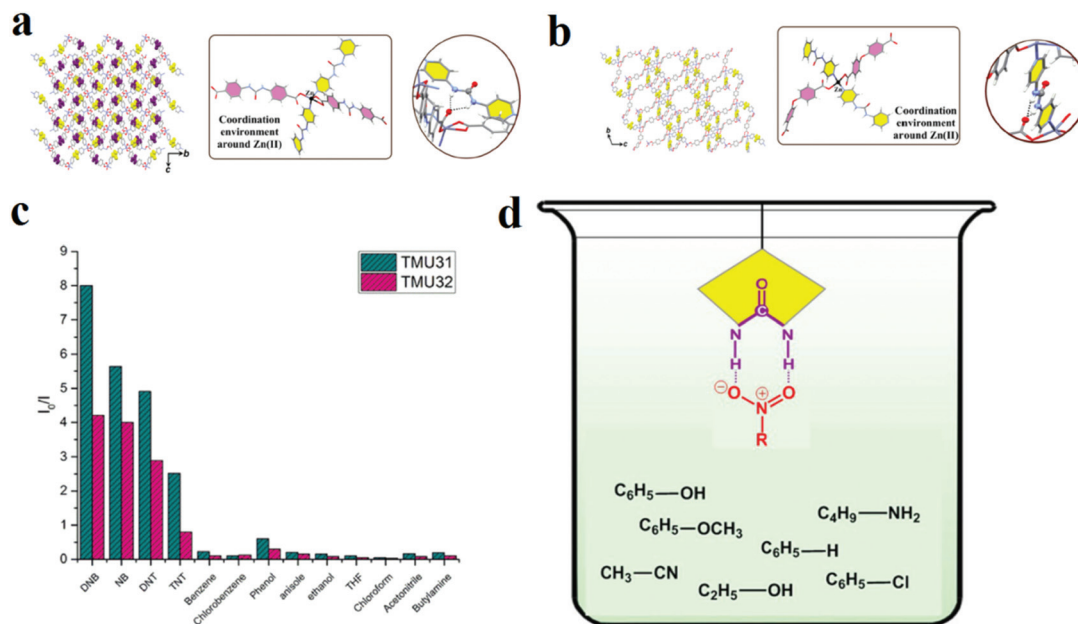 a
Coordination
environment
around Zn(II)
Zn
b
c
b
Coordination
environment
around Zn(II)
Zn
b
c
c
I₀/I
9
8
7
6
5
4
3
2
1
0
TMU31
TMU32
DNB
NB
DNT
TNT
Benzene
Chlorobenzene
Phenol
anisole
ethanol
THF
Chloroform
Acetonitrile
Butylamine
d
O
C
N N
H H
⊖O ⊕ O
N
R
C₆H₅—OH
C₄H₉—NH₂
C₆H₅—OCH₃
C₆H₅—H
CH₃—CN
C₂H₅—OH
C₆H₅—Cl